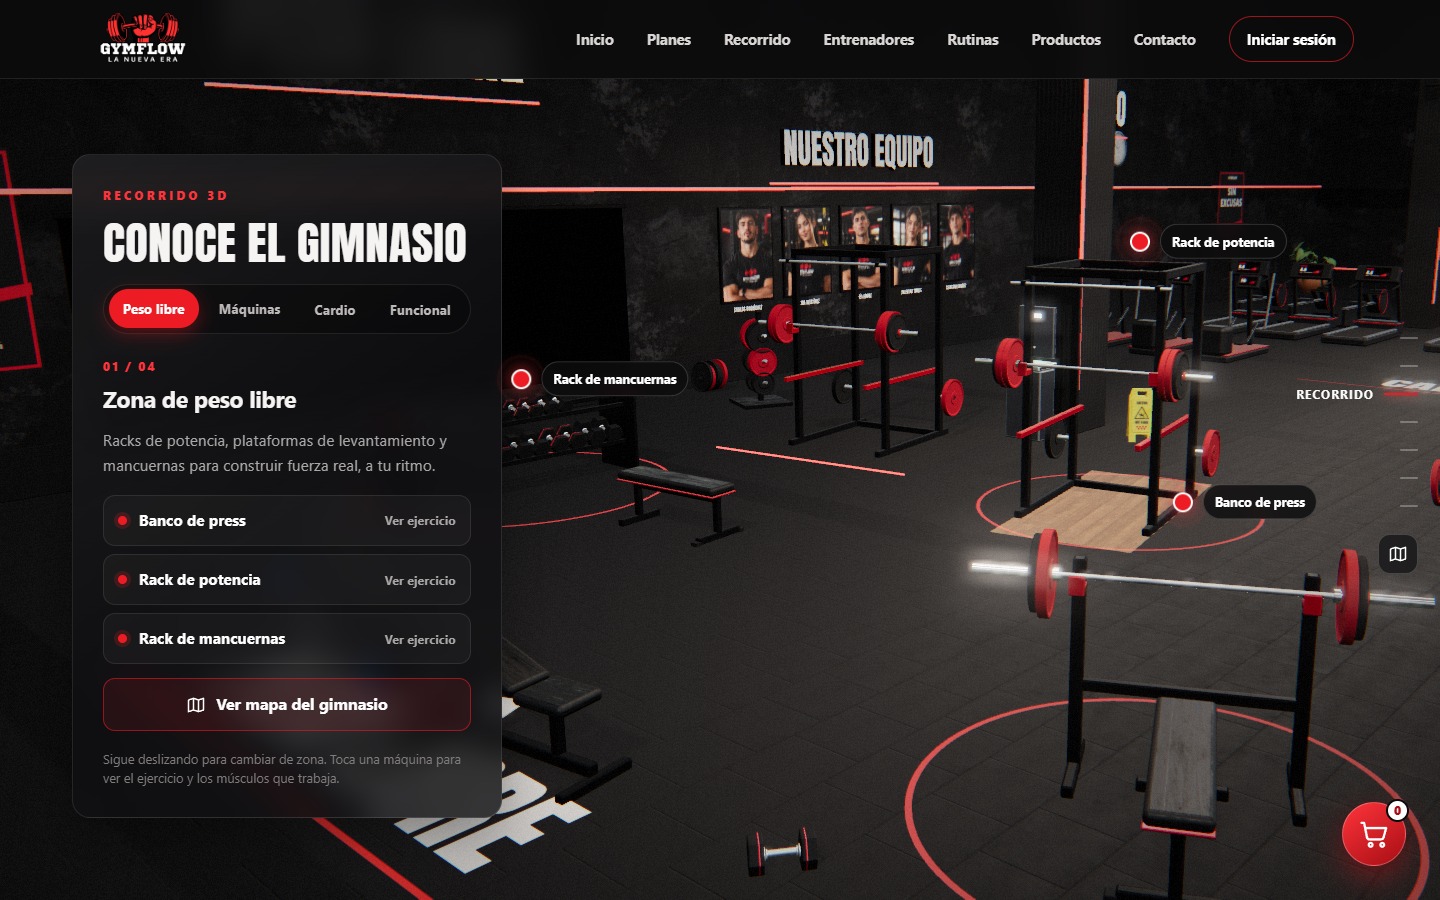 GYMFLOW
LA NUEVA ERA
Inicio
Planes
Recorrido
Entrenadores
Rutinas
Productos
Contacto
Iniciar sesión
NUESTRO EQUIPO
SIN
EXCUSAS
RECORRIDO 3D
CONOCE EL GIMNASIO
Peso libre
Máquinas
Cardio
Funcional
01 / 04
Zona de peso libre
Racks de potencia, plataformas de levantamiento y
mancuernas para construir fuerza real, a tu ritmo.
Banco de press
Ver ejercicio
Rack de potencia
Ver ejercicio
Rack de mancuernas
Ver ejercicio
Ver mapa del gimnasio
Sigue deslizando para cambiar de zona. Toca una máquina para
ver el ejercicio y los músculos que trabaja.
Rack de potencia
Rack de mancuernas
RECORRIDO
Banco de press
0